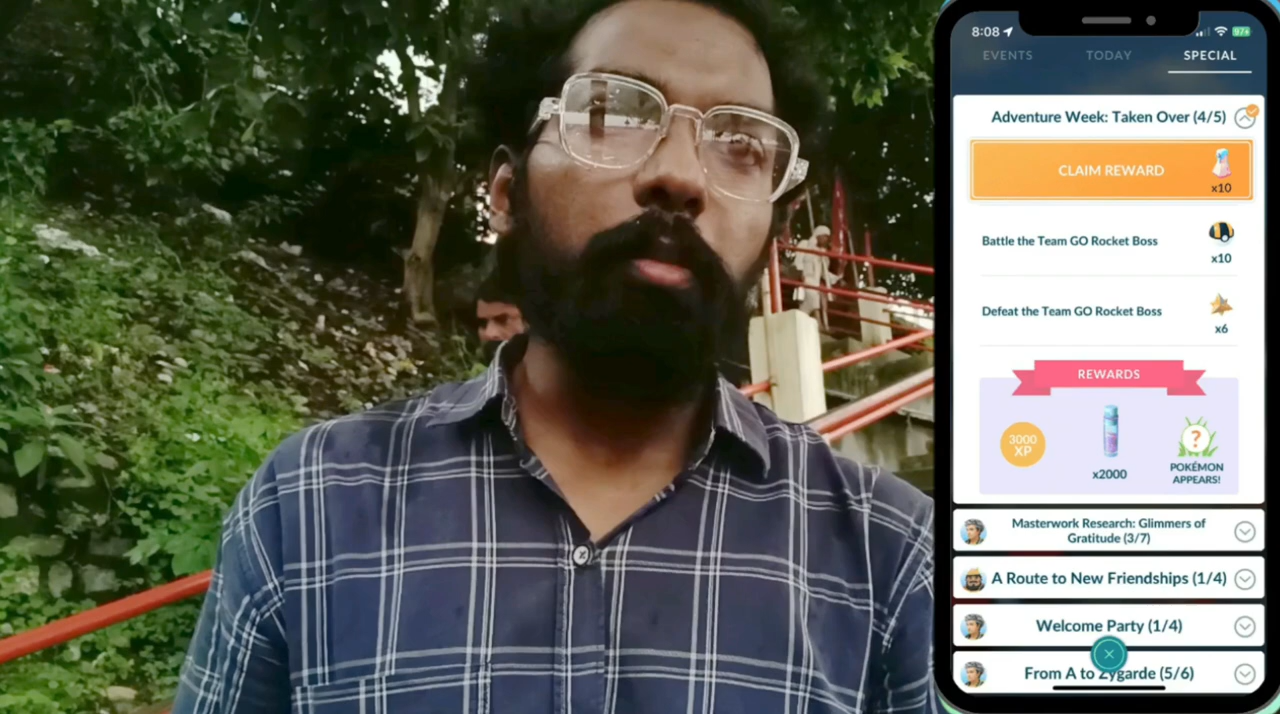 8:08
97+
EVENTS
TODAY
SPECIAL
Adventure Week: Taken Over (4/5)
CLAIM REWARD
x10
Battle the Team GO Rocket Boss
x10
Defeat the Team GO Rocket Boss
x6
REWARDS
3000
XP
x2000
?
POKÉMON
APPEARS!
Masterwork Research: Glimmers of
Gratitude (3/7)
A Route to New Friendships (1/4)
Welcome Party (1/4)
From A to Zygarde (5/6)